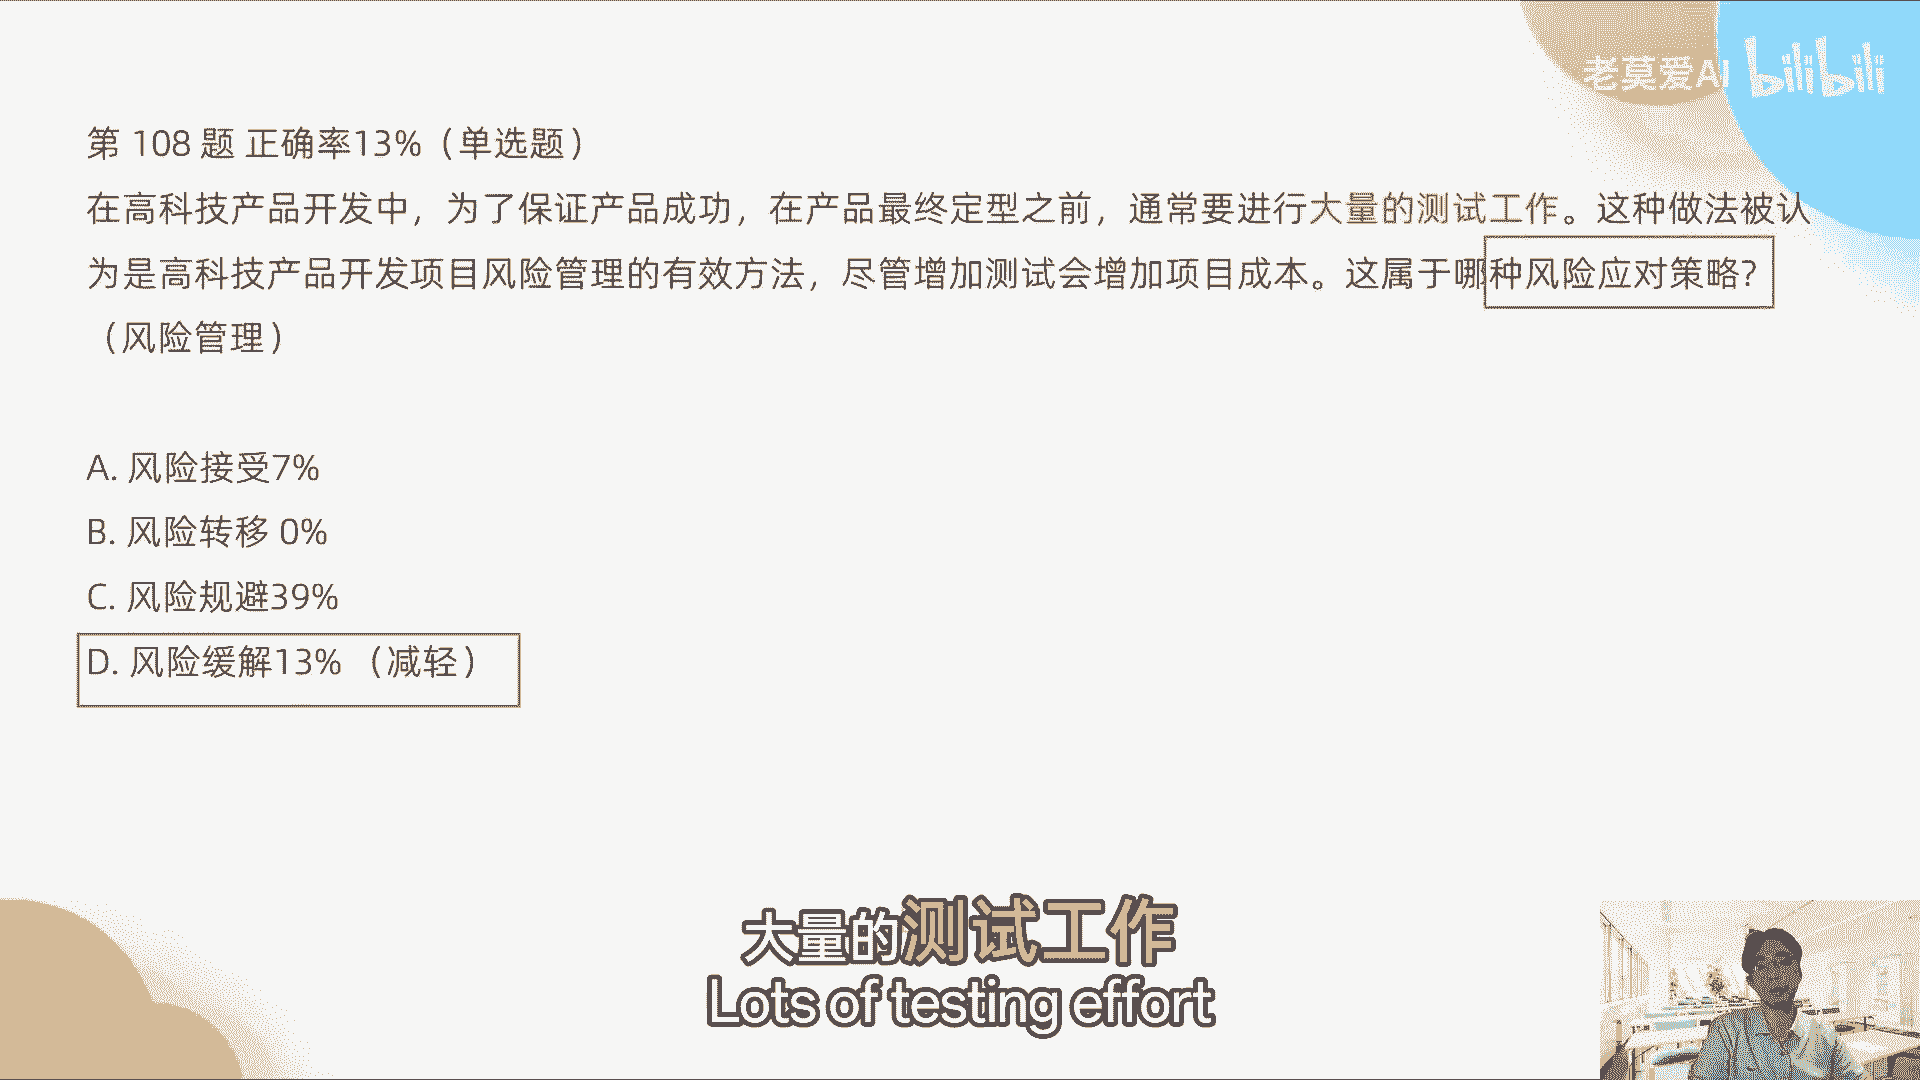 老莫爱AI bilibili
第 108 题 正确率13%（单选题）
在高科技产品开发中，为了保证产品成功，在产品最终定型之前，通常要进行大量的测试工作。这种做法被认
为是高科技产品开发项目风险管理的有效方法，尽管增加测试会增加项目成本。这属于哪种风险应对策略?
（风险管理）
A. 风险接受7%
B. 风险转移 0%
C. 风险规避39%
D. 风险缓解13% （减轻）
大量的测试工作
Lots of testing effort